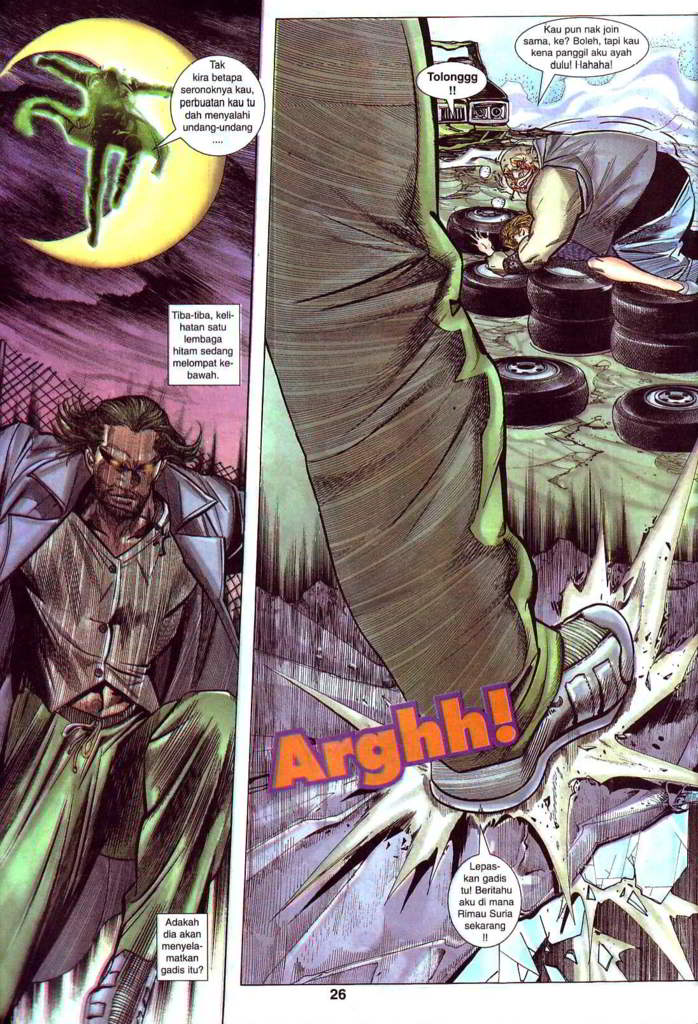 Tak
kira betapa
seronoknya kau,
perbuatan kau tu
dah menyalahi
undang-undang
....
Tiba-tiba, keli-
hatan satu
lembaga
hitam sedang
melompat ke-
bawah.
Adakah
dia akan
menyela-
matkan
gadis itu?
Kau pun nak join
sama, ke? Boleh, tapi kau
kena panggil aku ayah
dulu! Hahaha!
Tolonggg
!!
Arghh!
Lepas-
kan gadis
tu! Beritahu
aku di mana
Rimau Suria
sekarang
!!
26